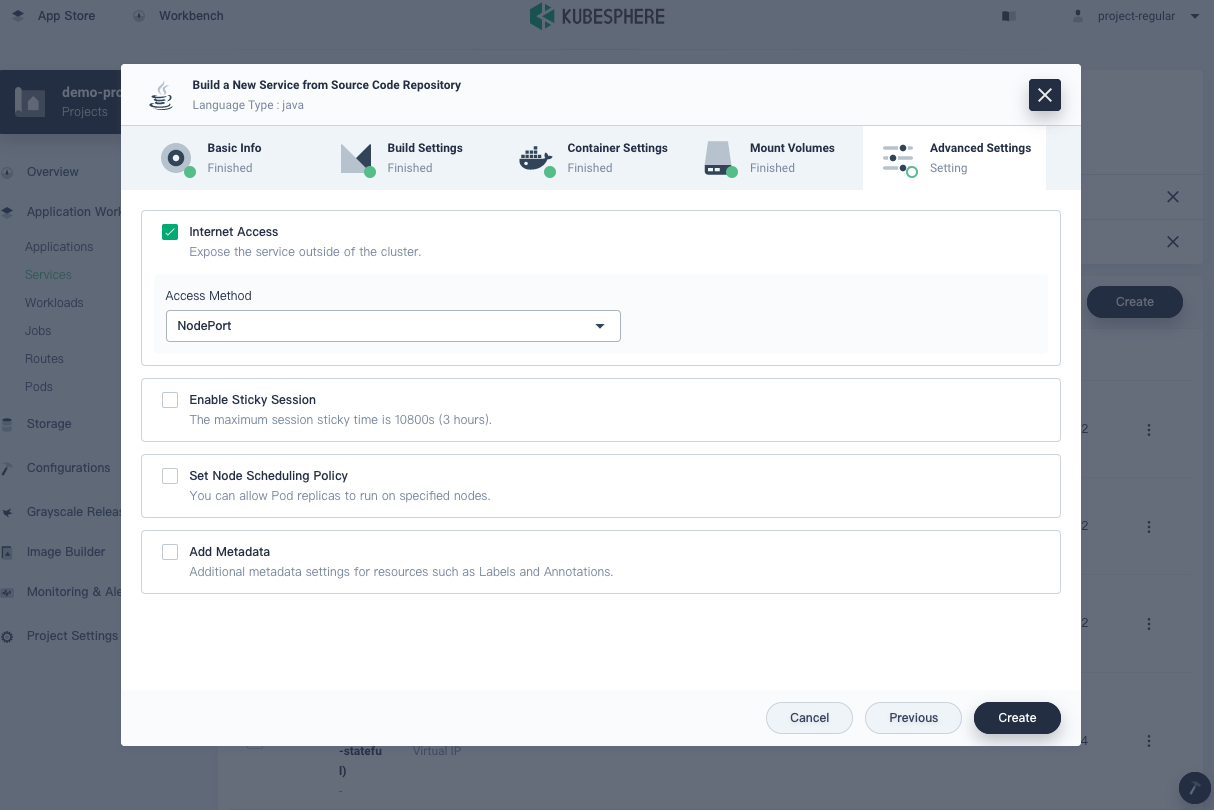 App Store
Workbench
KUBESPHERE
project-regular
Build a New Service from Source Code Repository
Language Type : java
Basic Info
Finished
Build Settings
Finished
Container Settings
Finished
Mount Volumes
Finished
Advanced Settings
Setting
demo-pro
Projects
Overview
Application Work
Applications
Services
Workloads
Jobs
Routes
Pods
Storage
Configurations
Grayscale Releas
Image Builder
Monitoring & Ale
Project Settings
Internet Access
Expose the service outside of the cluster.
Access Method
NodePort
Enable Sticky Session
The maximum session sticky time is 10800s (3 hours).
Set Node Scheduling Policy
You can allow Pod replicas to run on specified nodes.
Add Metadata
Additional metadata settings for resources such as Labels and Annotations.
Cancel
Previous
Create
Create
2
2
2
4
-statefu
l)
-
Virtual IP